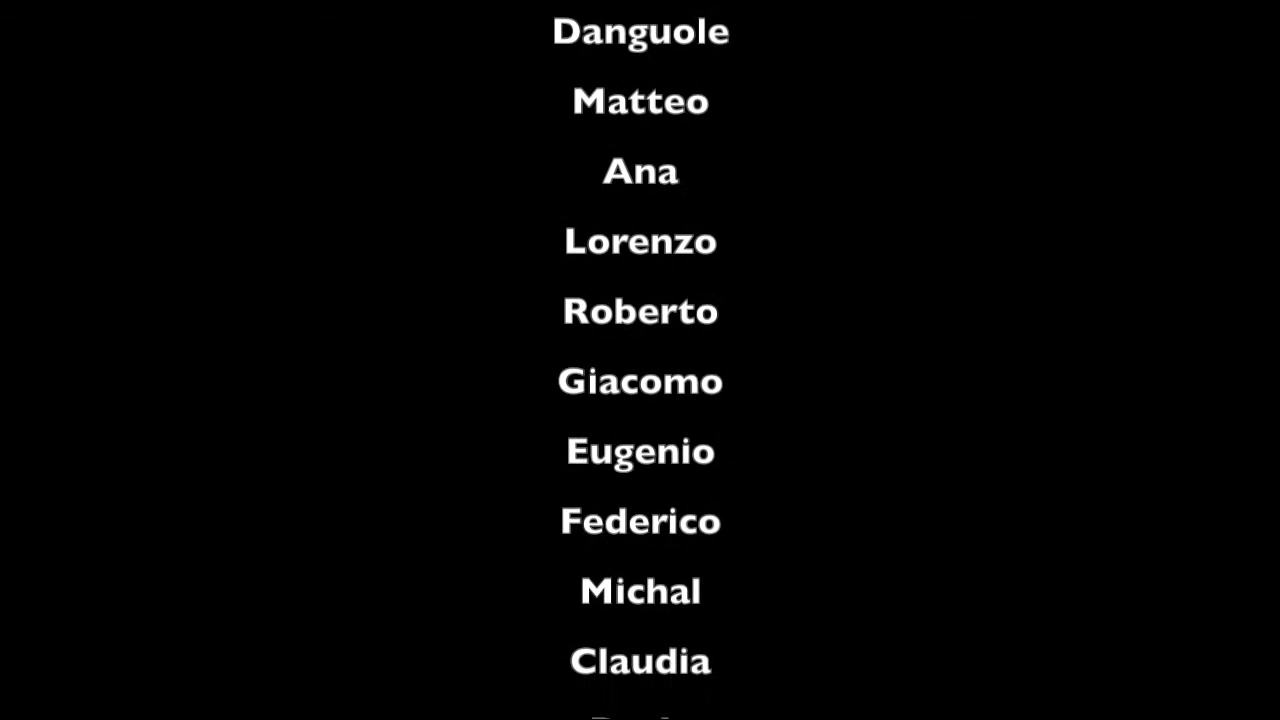 Danguole
Matteo
Ana
Lorenzo
Roberto
Giacomo
Eugenio
Federico
Michal
Claudia